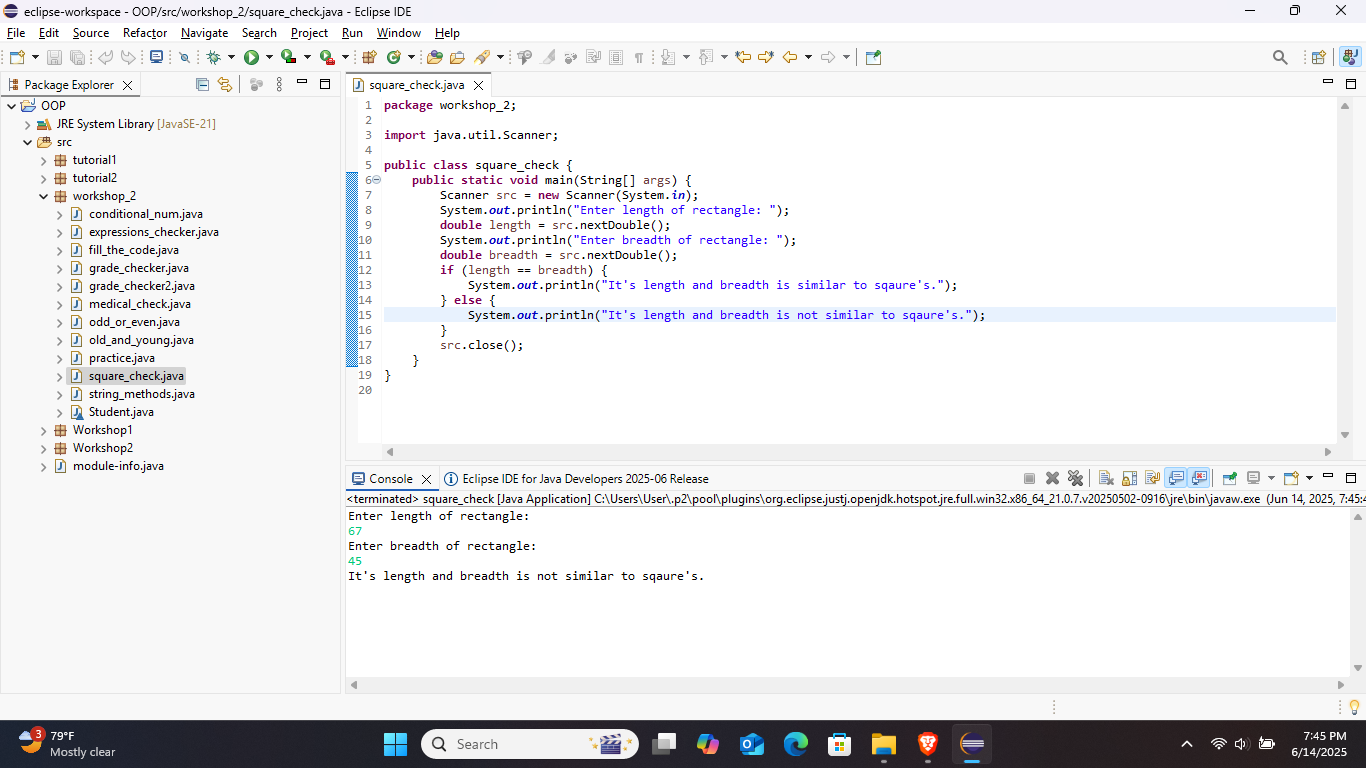 eclipse-workspace - OOP/src/workshop_2/square_check.java - Eclipse IDE
File Edit Source Refactor Navigate Search Project Run Window Help
Package Explorer
OOP
JRE System Library [JavaSE-21]
src
tutorial1
tutorial2
workshop_2
conditional_num.java
expressions_checker.java
fill_the_code.java
grade_checker.java
grade_checker2.java
medical_check.java
odd_or_even.java
old_and_young.java
practice.java
square_check.java
string_methods.java
Student.java
Workshop1
Workshop2
module-info.java
square_check.java
1 package workshop_2;
2
3 import java.util.Scanner;
4
5 public class square_check {
6 public static void main(String[] args) {
7 Scanner src = new Scanner(System.in);
8 System.out.println("Enter length of rectangle: ");
9 double length = src.nextDouble();
10 System.out.println("Enter breadth of rectangle: ");
11 double breadth = src.nextDouble();
12 if (length == breadth) {
13 System.out.println("It's length and breadth is similar to sqaure's.");
14 } else {
15 System.out.println("It's length and breadth is not similar to sqaure's.");
16 }
17 src.close();
18 }
19 }
20
Console Eclipse IDE for Java Developers 2025-06 Release
<terminated> square_check [Java Application] C:\Users\User\.p2\pool\plugins\org.eclipse.justj.openjdk.hotspot.jre.full.win32.x86_64_21.0.7.v20250502-0916\jre\bin\javaw.exe (Jun 14, 2025, 7:45:4
Enter length of rectangle:
67
Enter breadth of rectangle:
45
It's length and breadth is not similar to sqaure's.
3
79°F
Mostly clear
Search
7:45 PM
6/14/2025